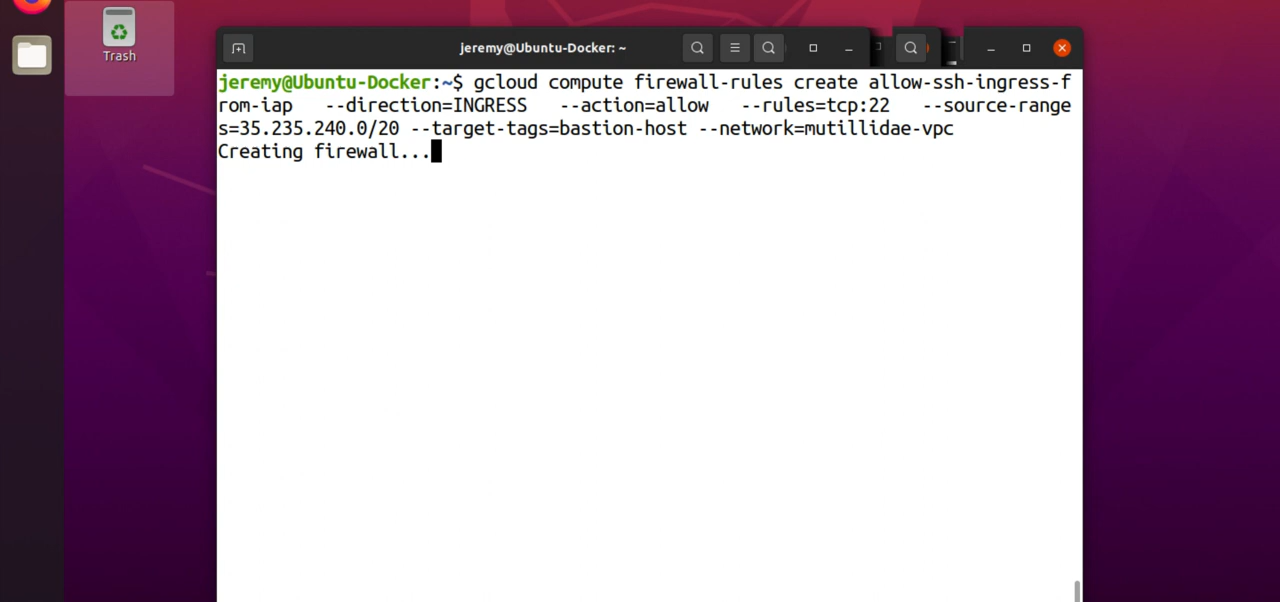 Trash
jeremy@Ubuntu-Docker: ~
jeremy@Ubuntu-Docker:~$ gcloud compute firewall-rules create allow-ssh-ingress-f
rom-iap   --direction=INGRESS   --action=allow   --rules=tcp:22   --source-range
s=35.235.240.0/20 --target-tags=bastion-host --network=mutillidae-vpc
Creating firewall...